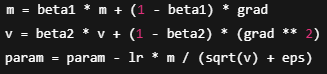 m = beta1 * m + (1 - beta1) * grad
v = beta2 * v + (1 - beta2) * (grad ** 2)
param = param - lr * m / (sqrt(v) + eps)